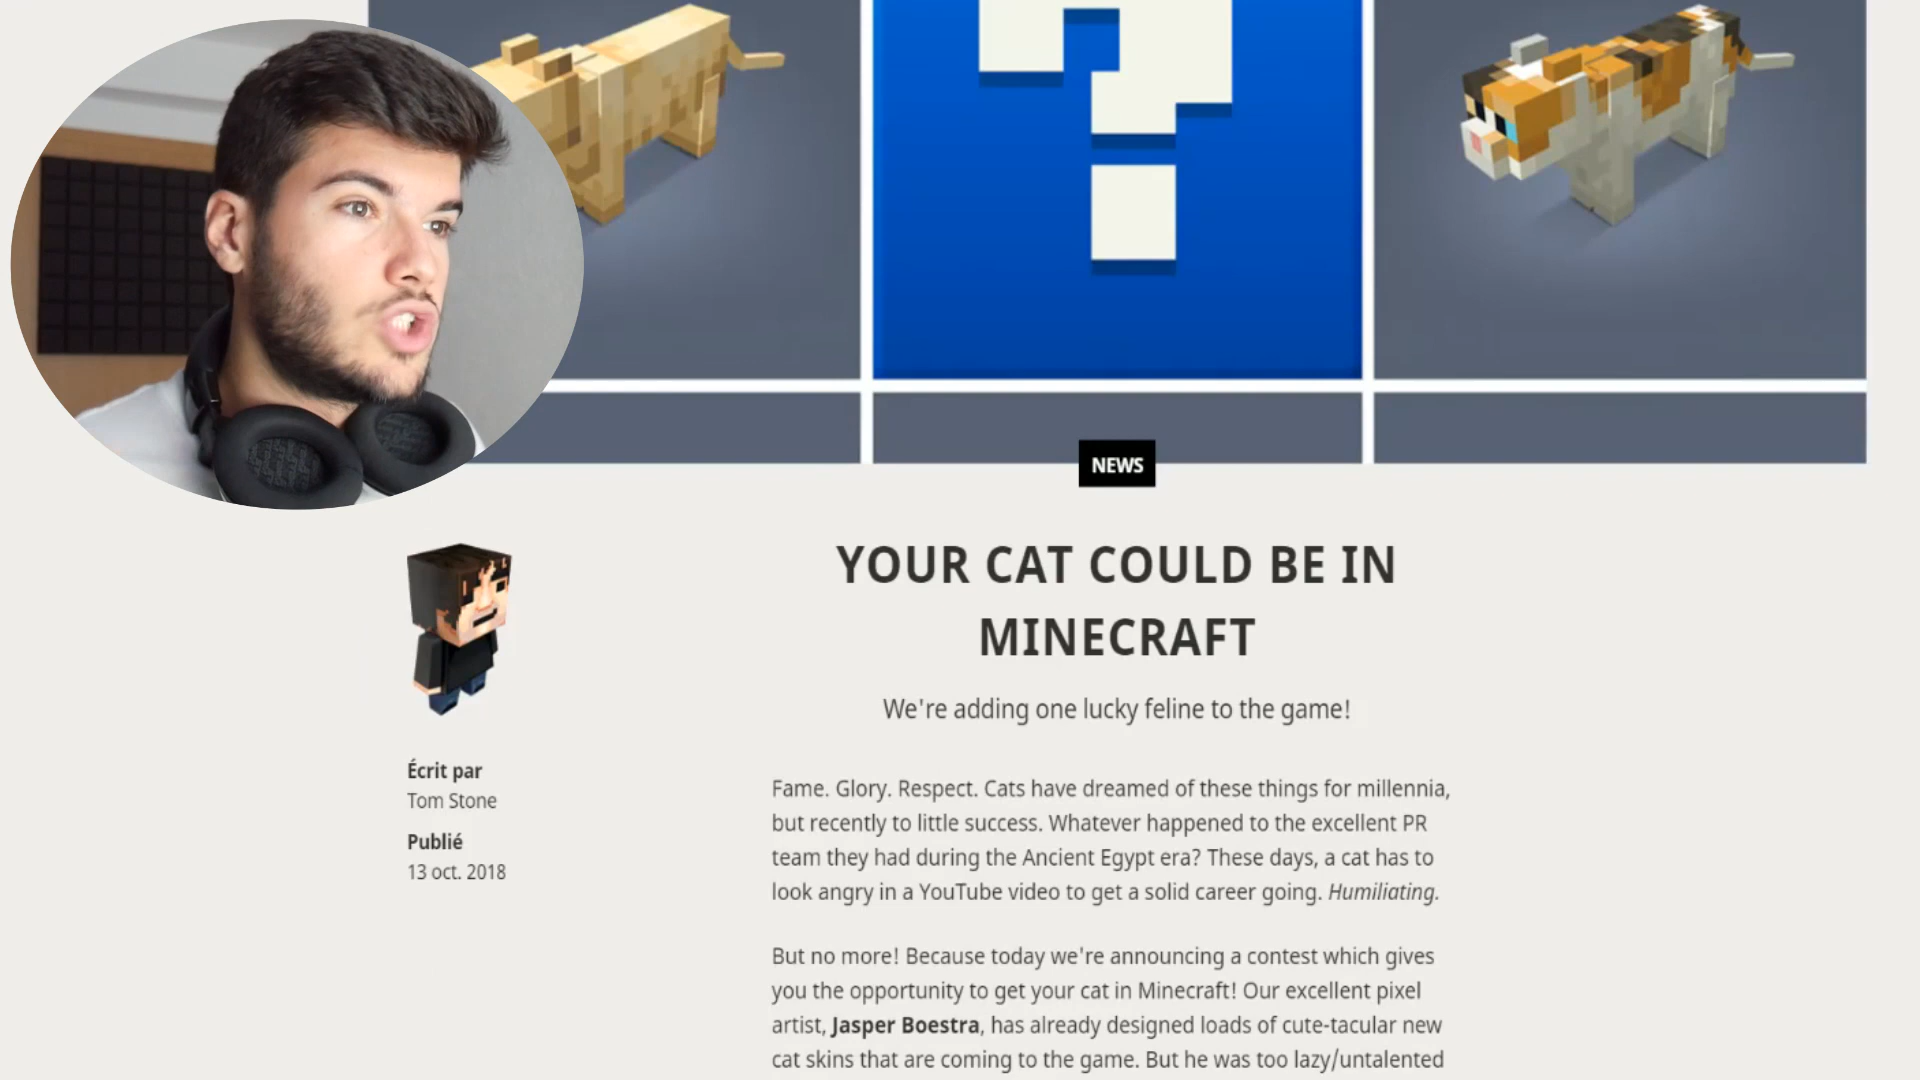 NEWS
YOUR CAT COULD BE IN
MINECRAFT
We're adding one lucky feline to the game!
Écrit par
Tom Stone
Publié
13 oct. 2018
Fame. Glory. Respect. Cats have dreamed of these things for millennia,
but recently to little success. Whatever happened to the excellent PR
team they had during the Ancient Egypt era? These days, a cat has to
look angry in a YouTube video to get a solid career going. Humiliating.
But no more! Because today we're announcing a contest which gives
you the opportunity to get your cat in Minecraft! Our excellent pixel
artist, Jasper Boestra, has already designed loads of cute-tacular new
cat skins that are coming to the game. But he was too lazy/untalented